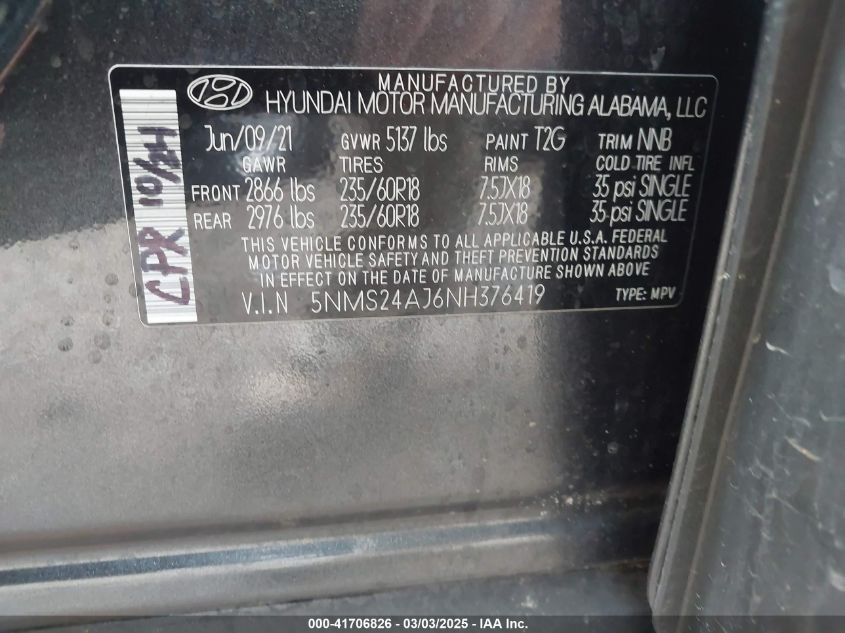 MANUFACTURED BY
HYUNDAI MOTOR MANUFACTURING ALABAMA, LLC
Jun/09/21 GVWR 5137 lbs PAINT T2G TRIM NNB
GAWR TIRES RIMS COLD TIRE INFL
FRONT 2866 lbs 235/60R18 7.5JX18 35 psi SINGLE
REAR 2976 lbs 235/60R18 7.5JX18 35 psi SINGLE
THIS VEHICLE CONFORMS TO ALL APPLICABLE U.S.A. FEDERAL
MOTOR VEHICLE SAFETY AND THEFT PREVENTION STANDARDS
IN EFFECT ON THE DATE OF MANUFACTURE SHOWN ABOVE
V.I.N 5NMS24AJ6NH376419 TYPE: MPV
CPR 10/24
000-41706826 - 03/03/2025 - IAA Inc.